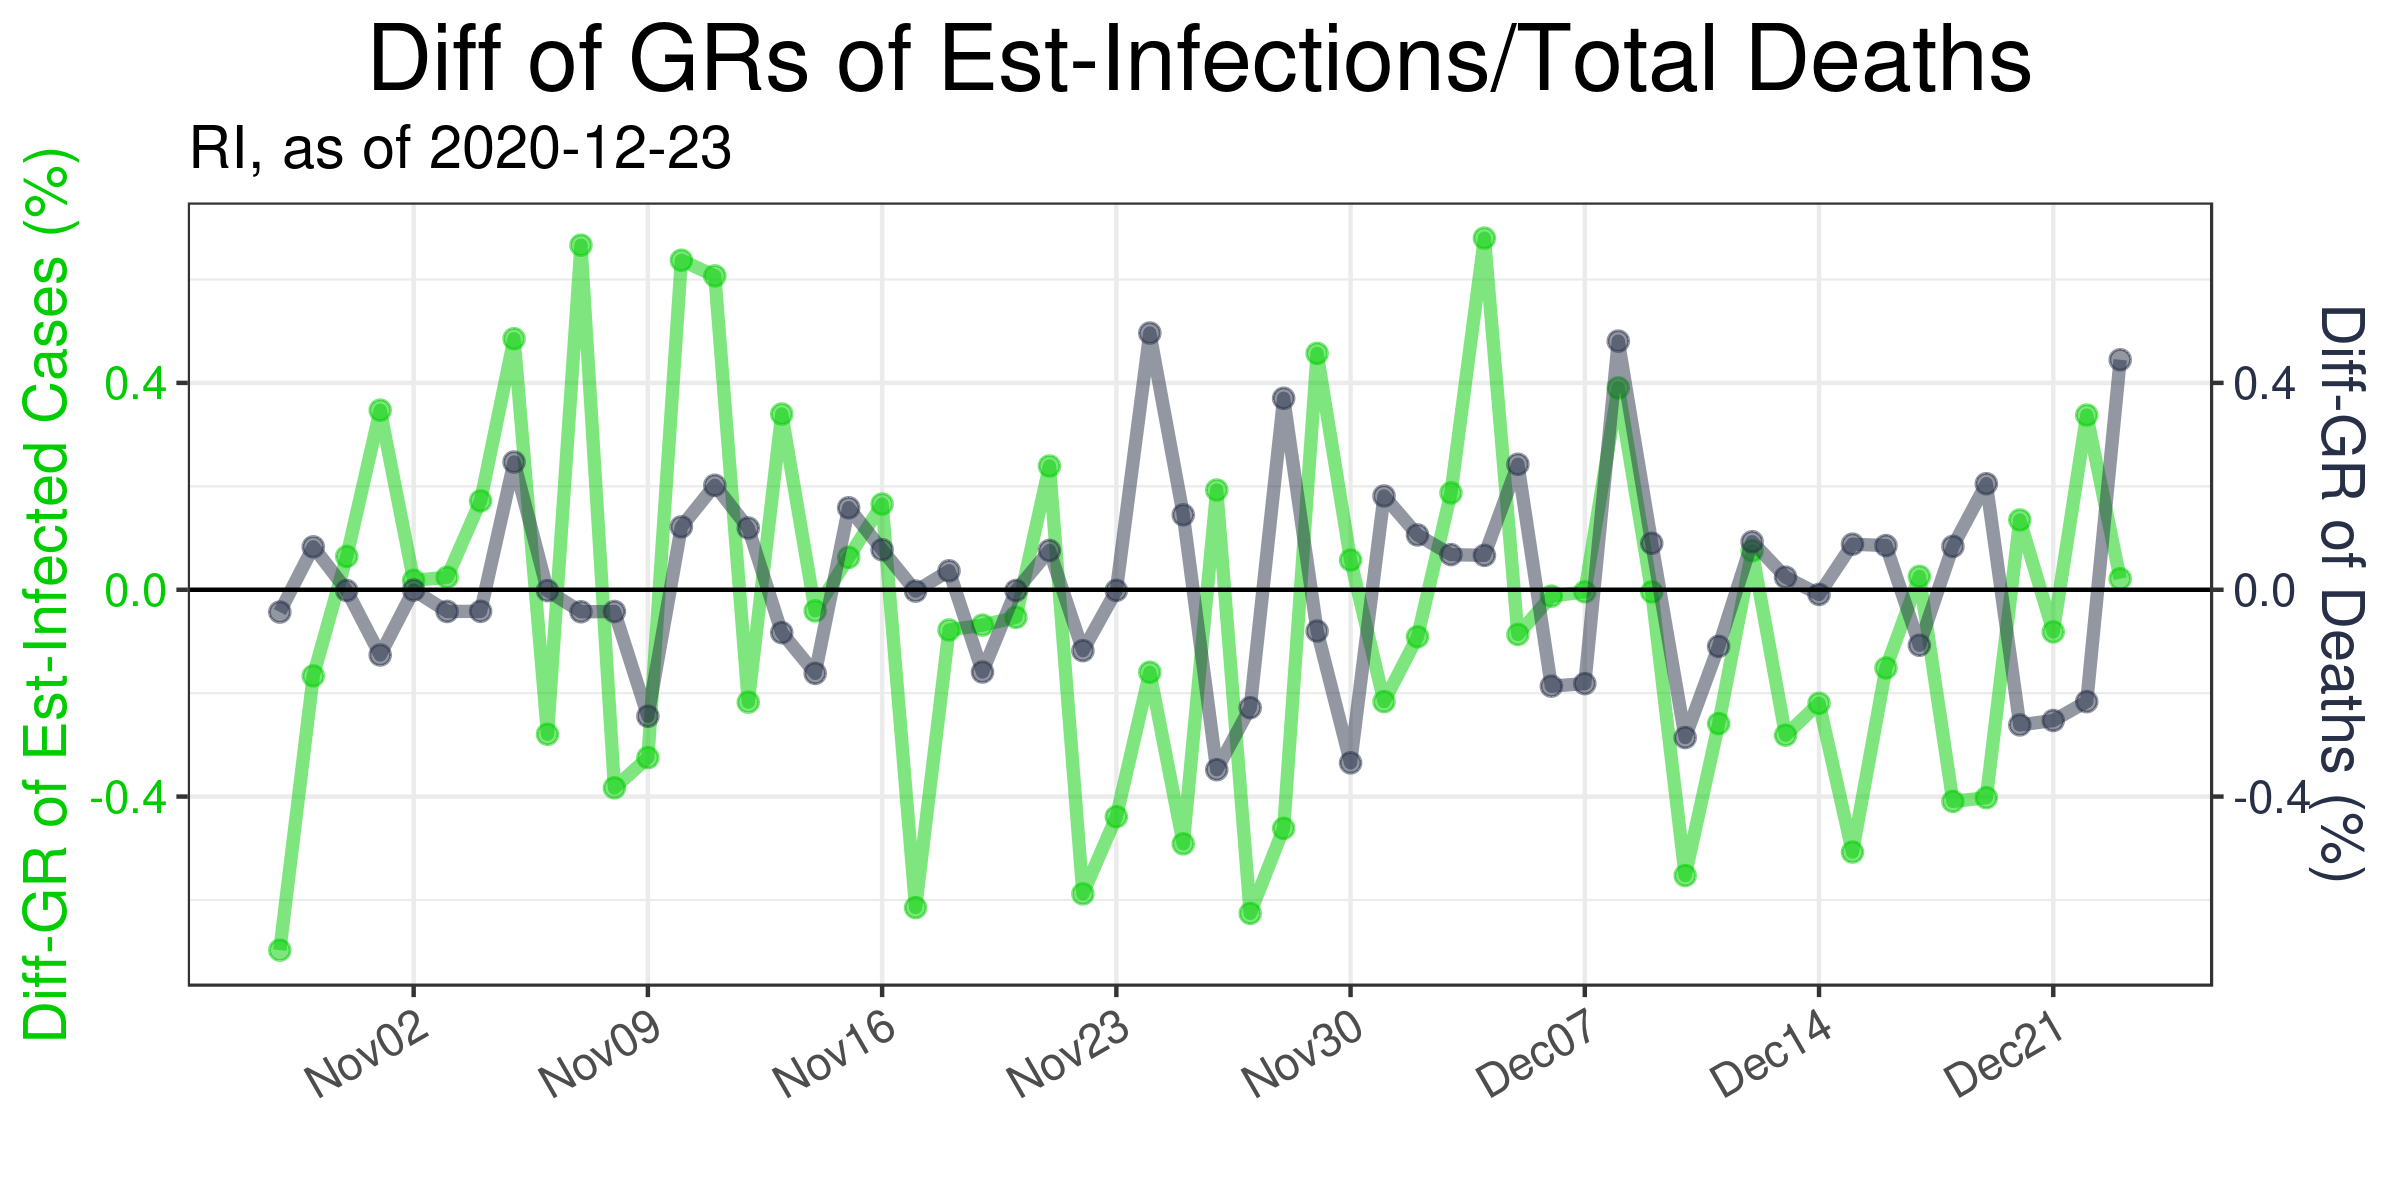 Diff of GRs of Est-Infections/Total Deaths
RI, as of 2020-12-23
Diff-GR of Est-Infected Cases (%)
0.4
0.0
-0.4
0.4
0.0
-0.4
Diff-GR of Deaths (%)
Nov02
Nov09
Nov16
Nov23
Nov30
Dec07
Dec14
Dec21